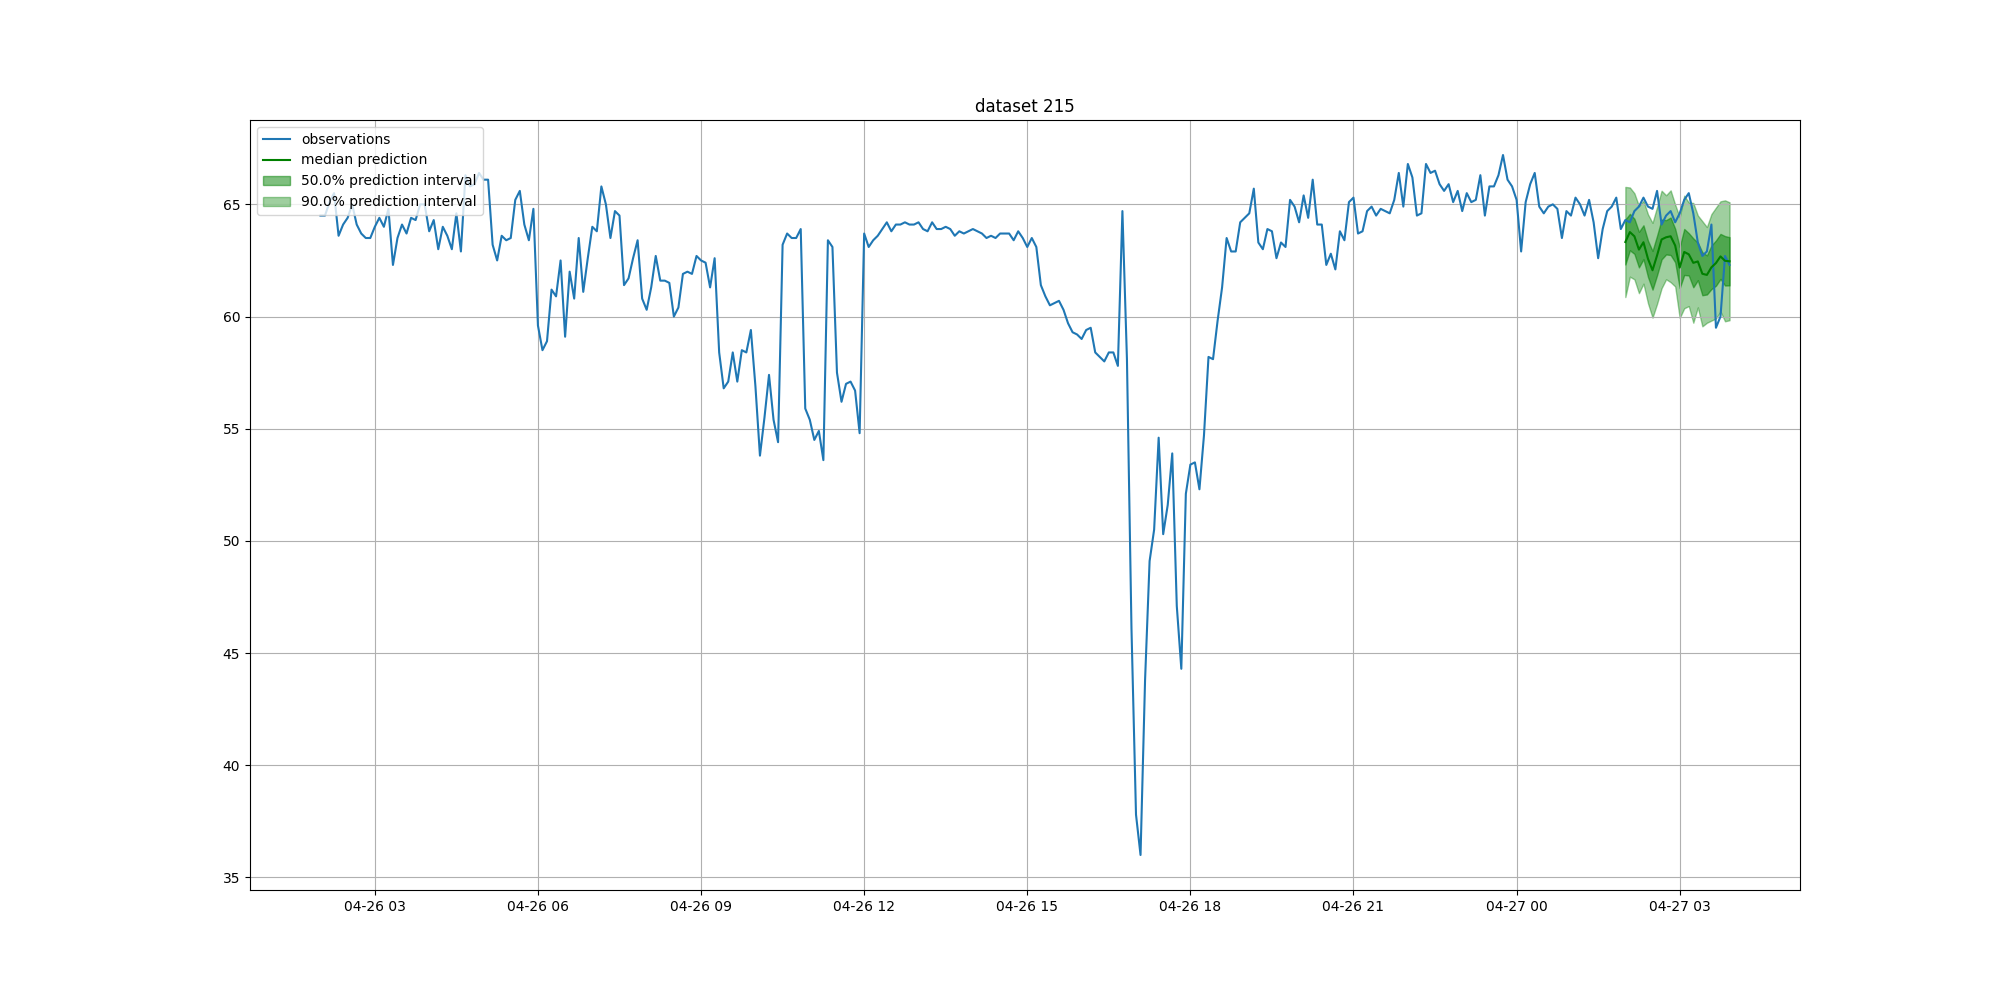 dataset 215
observations
median prediction
50.0% prediction interval
90.0% prediction interval
65
60
55
50
45
40
35
04-26 03 04-26 06 04-26 09 04-26 12 04-26 15 04-26 18 04-26 21 04-27 00 04-27 03